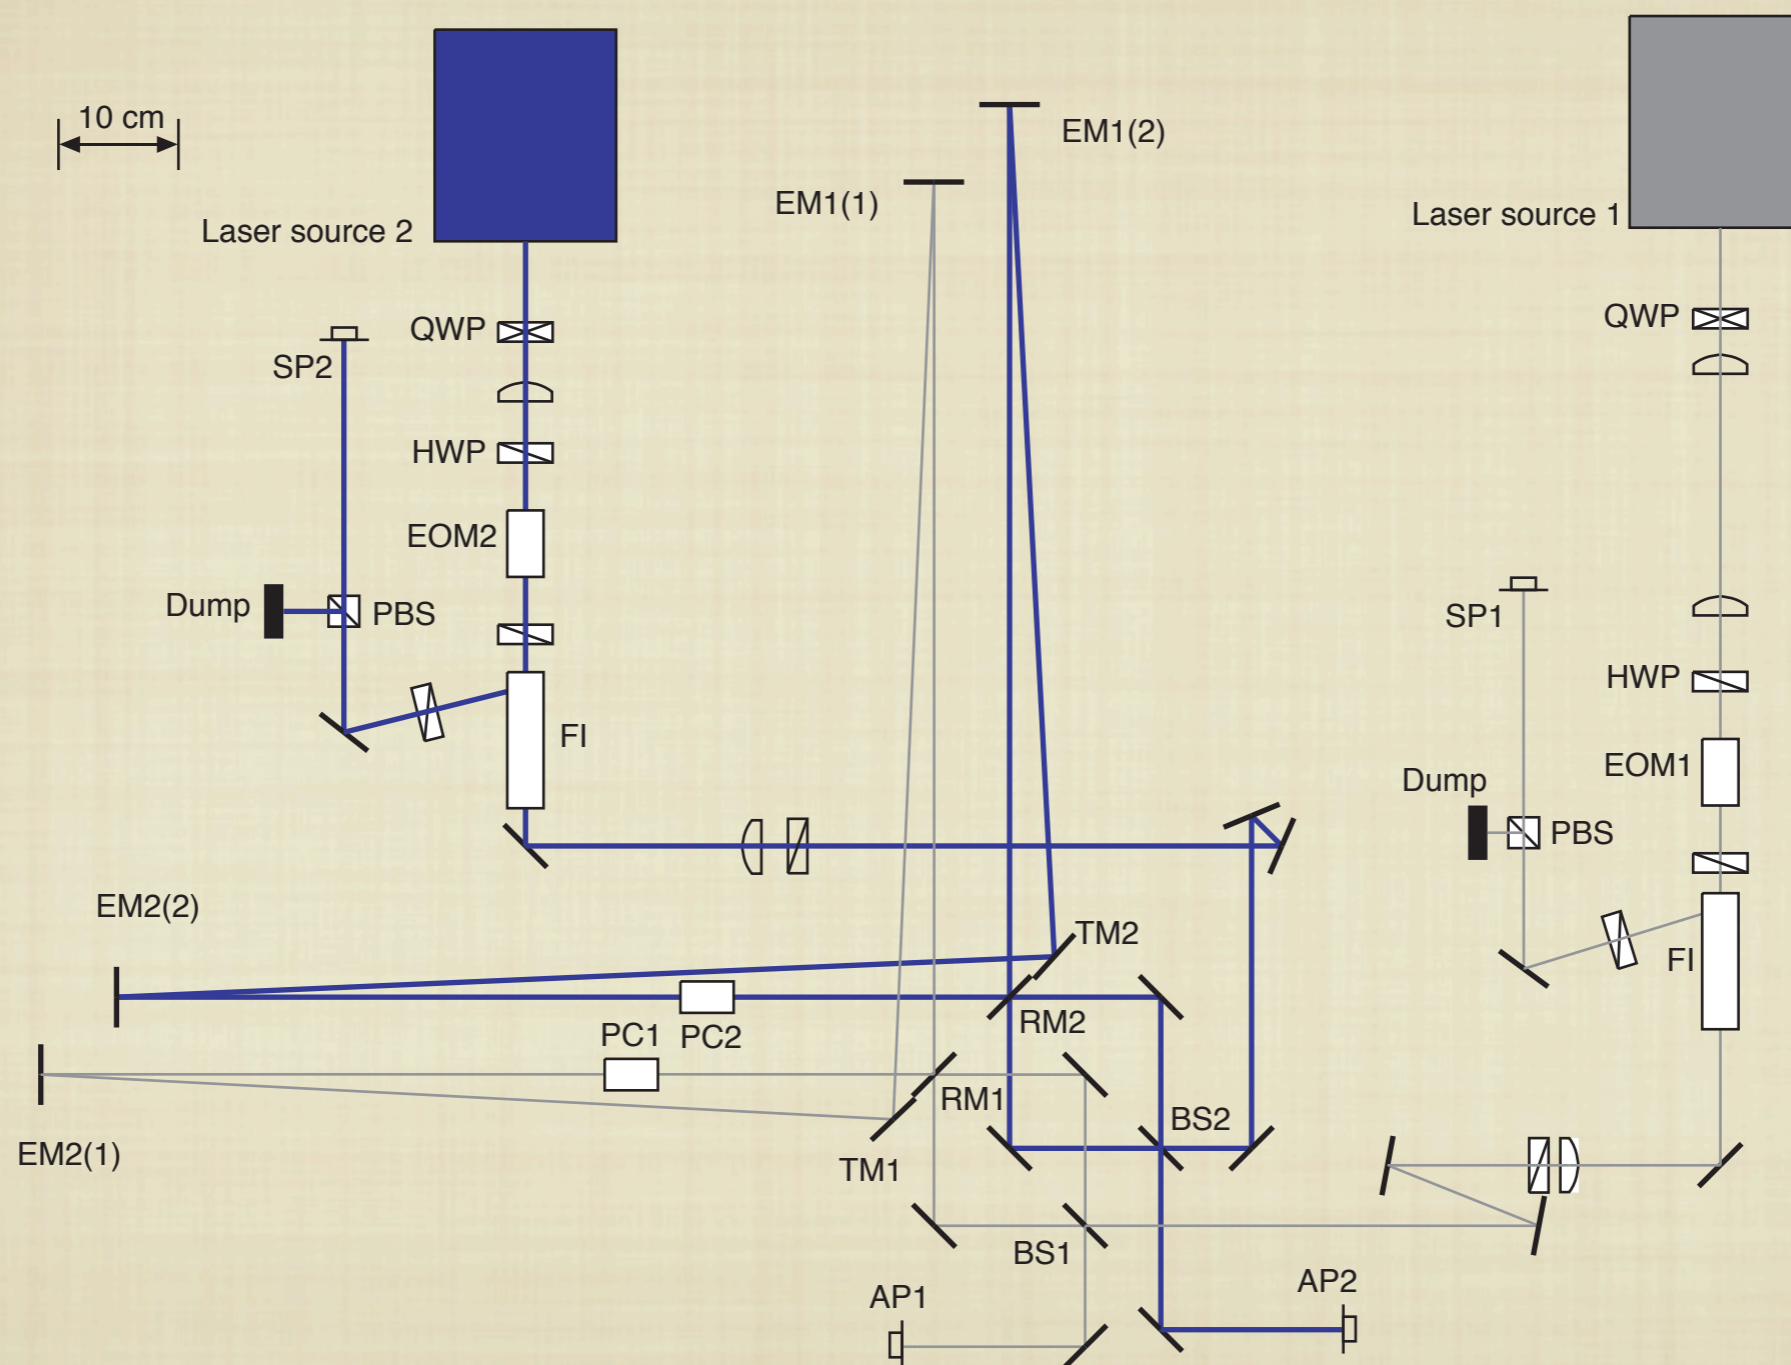 10 cm
EM1(2)
EM1(1)
Laser source 1
Laser source 2
QWP
QWP
SP2
HWP
EOM2
Dump
PBS
SP1
HWP
FI
EOM1
Dump
PBS
EM2(2)
TM2
FI
RM2
PC1
PC2
RM1
BS2
EM2(1)
TM1
BS1
AP1
AP2